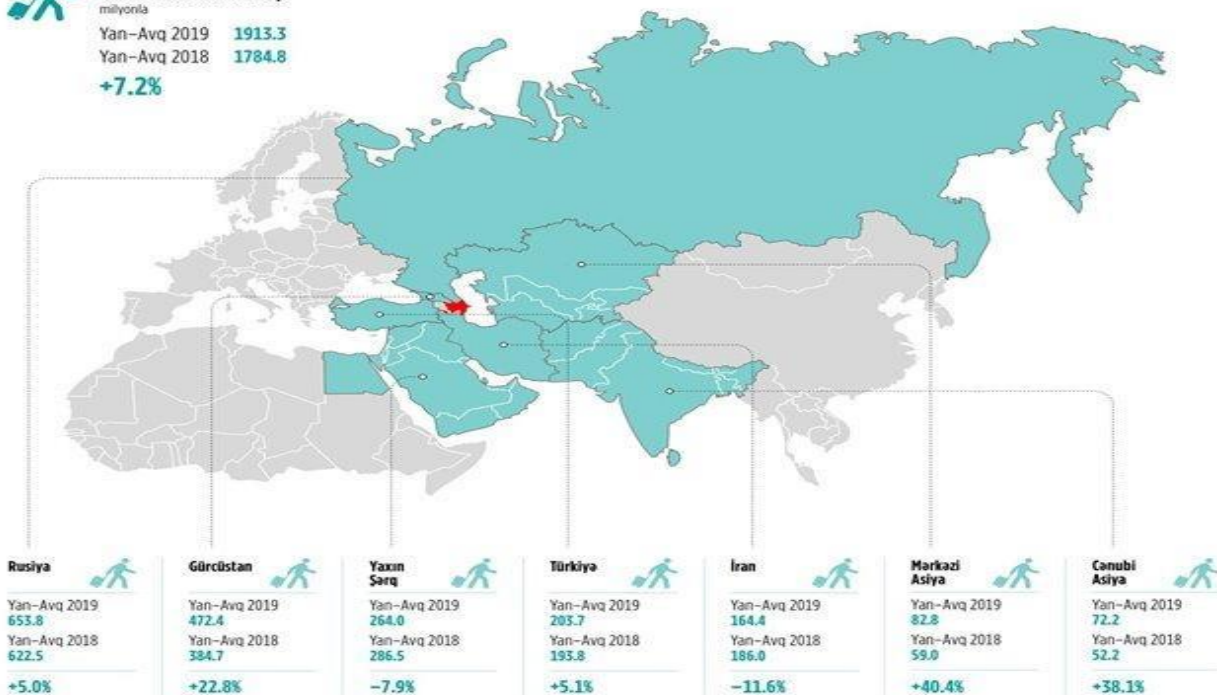 milyonla
Yan–Avq 2019 1913.3
Yan–Avq 2018 1784.8
+7.2%
Rusiya
Yan–Avq 2019
653.8
Yan–Avq 2018
622.5
+5.0%
Gürcüstan
Yan–Avq 2019
472.4
Yan–Avq 2018
384.7
+22.8%
Yaxın
Şərq
Yan–Avq 2019
264.0
Yan–Avq 2018
286.5
–7.9%
Türkiyə
Yan–Avq 2019
203.7
Yan–Avq 2018
193.8
+5.1%
İran
Yan–Avq 2019
164.4
Yan–Avq 2018
186.0
–11.6%
Mərkəzi
Asiya
Yan–Avq 2019
82.8
Yan–Avq 2018
59.0
+40.4%
Cənubi
Asiya
Yan–Avq 2019
72.2
Yan–Avq 2018
52.2
+38.1%